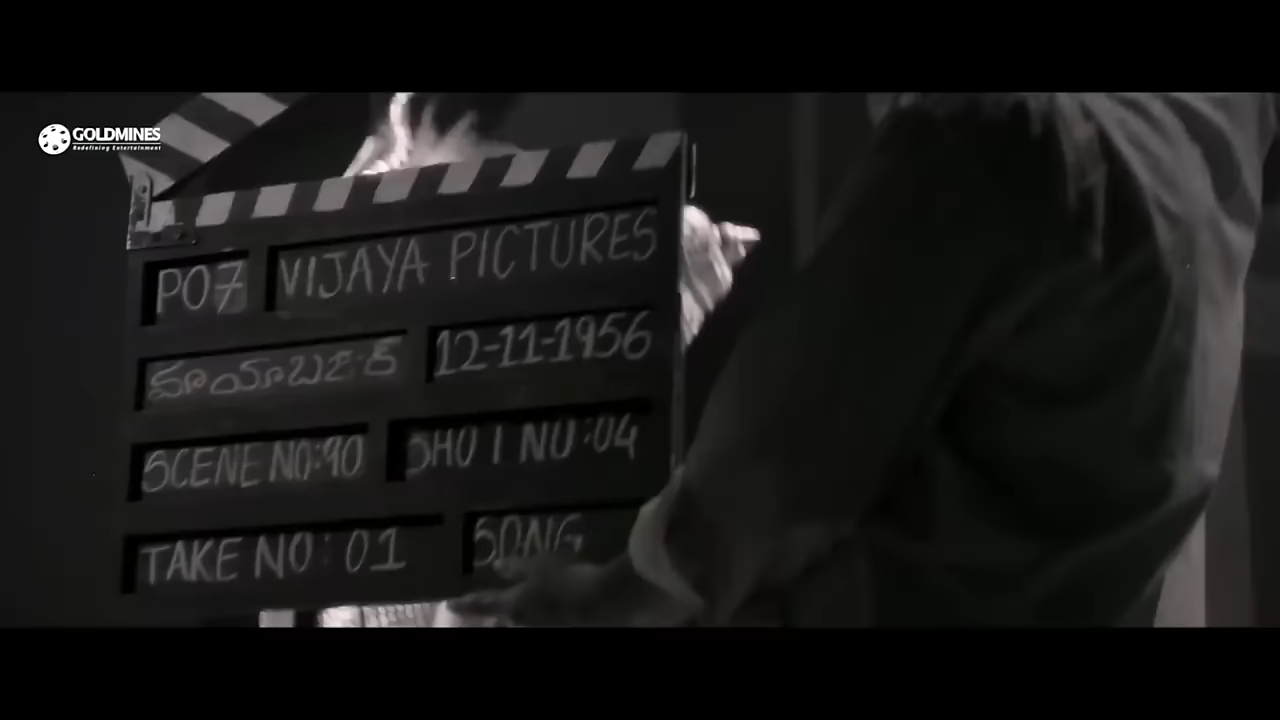 GOLDMINES
Redefining Entertainment
PO7 VIJAYA PICTURES
మాయాబజార్ 12-11-1956
SCENE NO:90 SHOT NO:04
TAKE NO: 01 SONG